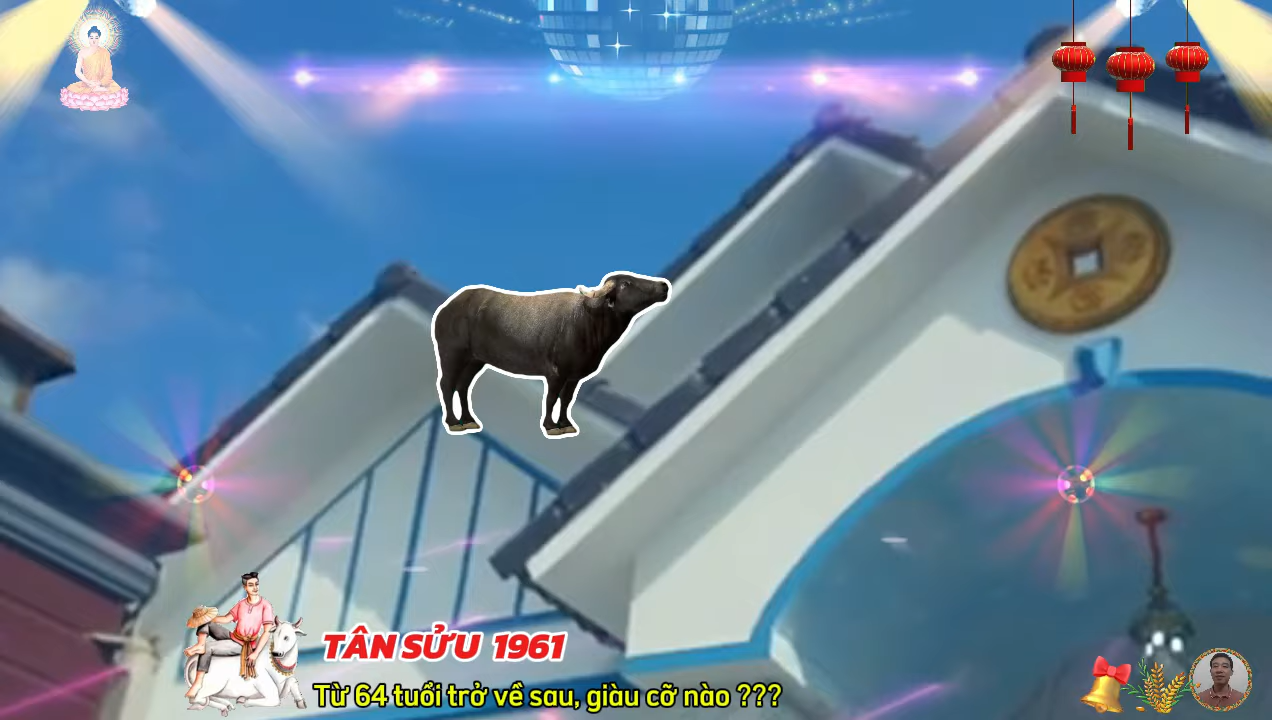 TÂN SỬU 1961
Từ 64 tuổi trở về sau, giàu cỡ nào ???